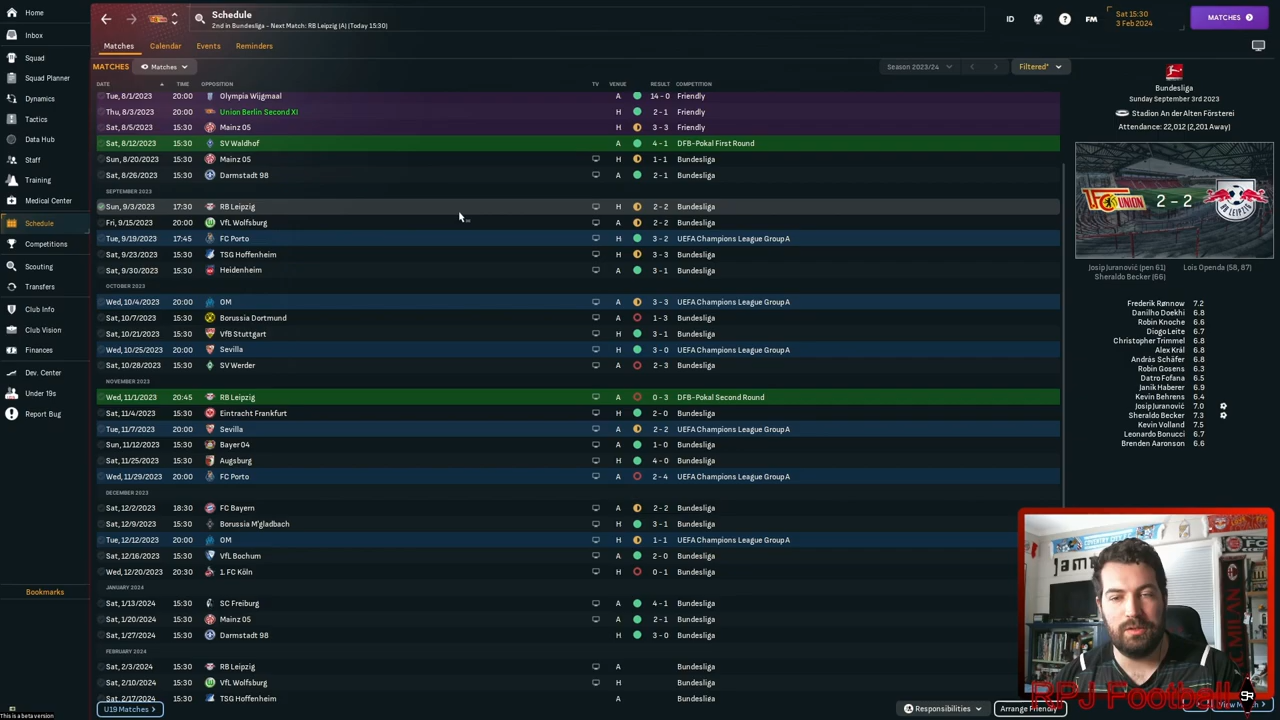 Home
Schedule
2nd in Bundesliga - Next Match: RB Leipzig (A) (Today 15:30)
ID
FM
Sat 15:30
3 Feb 2024
MATCHES
Inbox
Squad
Squad Planner
Dynamics
Tactics
Data Hub
Staff
Training
Medical Center
Schedule
Competitions
Scouting
Transfers
Club Info
Club Vision
Finances
Dev. Center
Under 19s
Report Bug
Bookmarks
This is a beta version
Matches Calendar Events Reminders
MATCHES Matches Season 2023/24 Filtered*
DATE TIME OPPOSITION TV VENUE RESULT COMPETITION
Tue, 8/1/2023 20:00 Olympia Wijgmaal A 14 - 0 Friendly
Thu, 8/3/2023 20:00 Union Berlin Second XI H 2 - 1 Friendly
Sat, 8/5/2023 15:30 Mainz 05 H 3 - 3 Friendly
Sat, 8/12/2023 15:30 SV Waldhof A 4 - 1 DFB-Pokal First Round
Sun, 8/20/2023 15:30 Mainz 05 H 1 - 1 Bundesliga
Sat, 8/26/2023 15:30 Darmstadt 98 A 2 - 1 Bundesliga
SEPTEMBER 2023
Sun, 9/3/2023 17:30 RB Leipzig H 2 - 2 Bundesliga
Fri, 9/15/2023 20:00 VfL Wolfsburg A 2 - 2 Bundesliga
Tue, 9/19/2023 17:45 FC Porto H 3 - 2 UEFA Champions League Group A
Sat, 9/23/2023 15:30 TSG Hoffenheim H 3 - 3 Bundesliga
Sat, 9/30/2023 15:30 Heidenheim A 3 - 1 Bundesliga
OCTOBER 2023
Wed, 10/4/2023 20:00 OM A 3 - 3 UEFA Champions League Group A
Sat, 10/7/2023 15:30 Borussia Dortmund A 1 - 3 Bundesliga
Sat, 10/21/2023 15:30 VfB Stuttgart H 3 - 1 Bundesliga
Wed, 10/25/2023 20:00 Sevilla H 3 - 0 UEFA Champions League Group A
Sat, 10/28/2023 15:30 SV Werder A 2 - 3 Bundesliga
NOVEMBER 2023
Wed, 11/1/2023 20:45 RB Leipzig A 0 - 3 DFB-Pokal Second Round
Sat, 11/4/2023 15:30 Eintracht Frankfurt H 2 - 0 Bundesliga
Tue, 11/7/2023 20:00 Sevilla A 2 - 2 UEFA Champions League Group A
Sun, 11/12/2023 15:30 Bayer 04 A 1 - 0 Bundesliga
Sat, 11/25/2023 15:30 Augsburg H 4 - 0 Bundesliga
Wed, 11/29/2023 20:00 FC Porto A 2 - 4 UEFA Champions League Group A
DECEMBER 2023
Sat, 12/2/2023 18:30 FC Bayern A 2 - 2 Bundesliga
Sat, 12/9/2023 15:30 Borussia M'gladbach H 3 - 1 Bundesliga
Tue, 12/12/2023 20:00 OM H 1 - 1 UEFA Champions League Group A
Sat, 12/16/2023 15:30 VfL Bochum A 2 - 0 Bundesliga
Wed, 12/20/2023 20:30 1. FC Köln H 0 - 1 Bundesliga
JANUARY 2024
Sat, 1/13/2024 15:30 SC Freiburg A 4 - 1 Bundesliga
Sat, 1/20/2024 15:30 Mainz 05 A 2 - 1 Bundesliga
Sat, 1/27/2024 15:30 Darmstadt 98 H 3 - 0 Bundesliga
FEBRUARY 2024
Sat, 2/3/2024 15:30 RB Leipzig A Bundesliga
Sat, 2/10/2024 15:30 VfL Wolfsburg H Bundesliga
Sat, 2/17/2024 15:30 TSG Hoffenheim A Bundesliga
U19 Matches > Responsibilities Arrange Friendly
Bundesliga
Sunday September 3rd 2023
Stadion An der Alten Försterei
Attendance: 22,012 (2,201 Away)
2 - 2
Josip Juranović (pen 61)
Sheraldo Becker (66)
Lois Openda (58, 87)
Frederik Rønnow 7.2
Danilho Doekhi 6.8
Robin Knoche 6.6
Diogo Leite 6.7
Christopher Trimmel 6.8
Alex Král 6.8
András Schäfer 6.8
Robin Gosens 6.3
Datro Fofana 6.5
Janik Haberer 6.9
Kevin Behrens 6.4
Josip Juranović 7.0
Sheraldo Becker 7.3
Kevin Volland 7.5
Leonardo Bonucci 6.7
Brenden Aaronson 6.6
RPJ Football